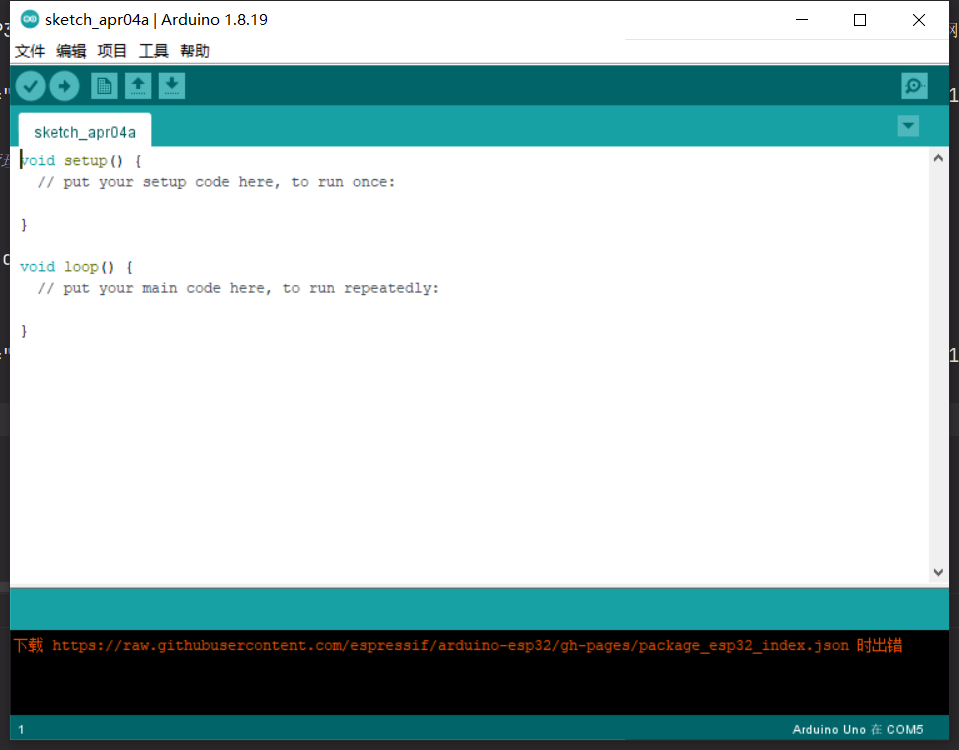 sketch_apr04a | Arduino 1.8.19
文件 编辑 项目 工具 帮助
sketch_apr04a
void setup() {
  // put your setup code here, to run once:
}
void loop() {
  // put your main code here, to run repeatedly:
}
下载 https://raw.githubusercontent.com/espressif/arduino-esp32/gh-pages/package_esp32_index.json 时出错
1
Arduino Uno 在 COM5